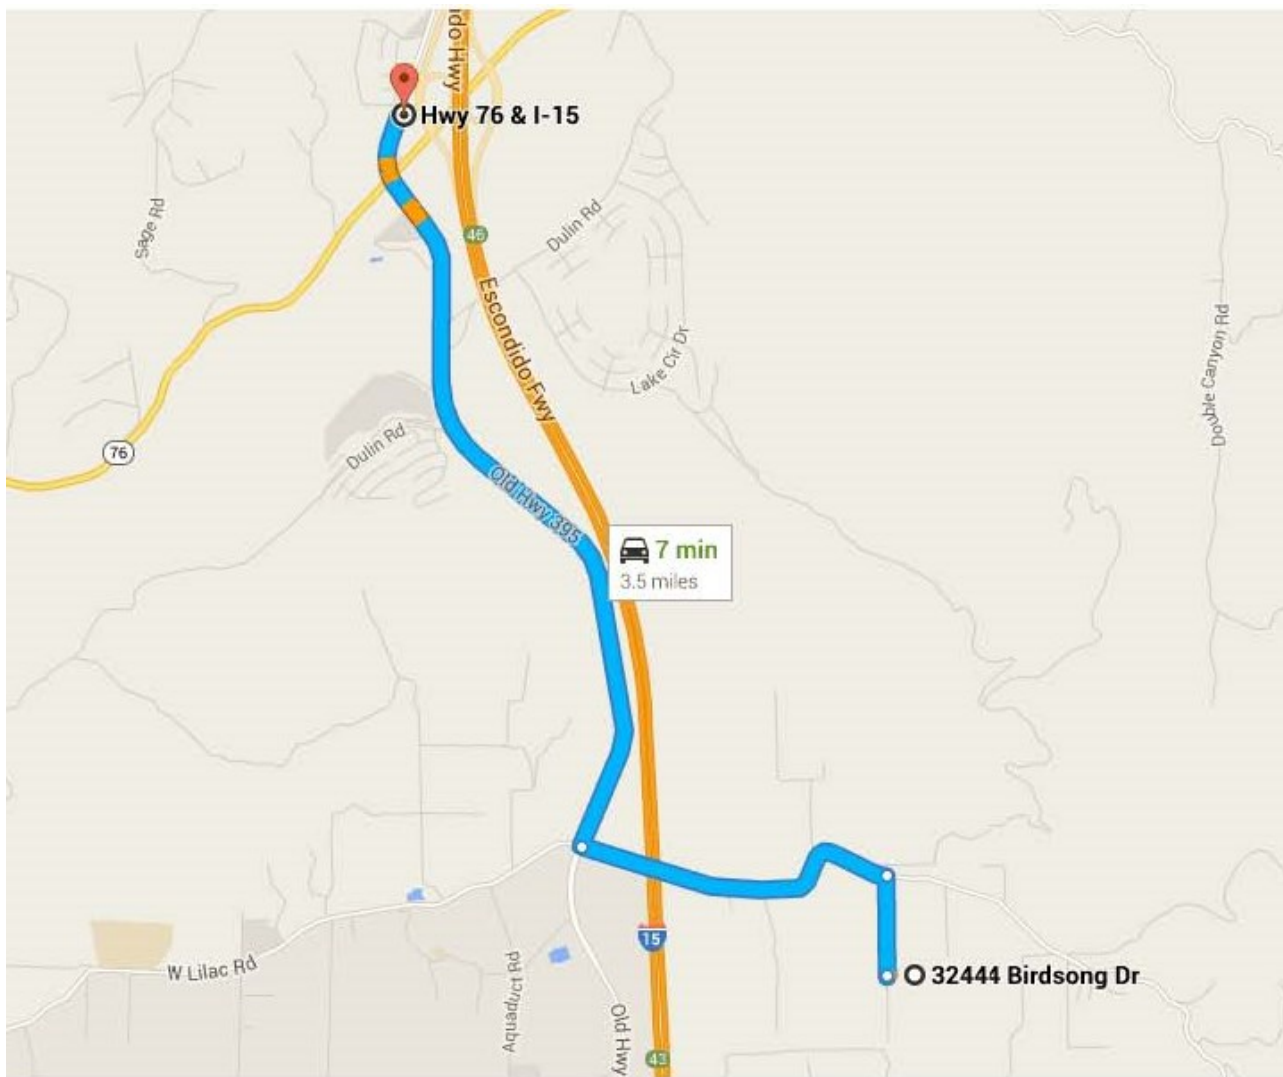 ndido Hwy
Hwy 76 & I-15
Sage Rd
46
Dulin Rd
Escondido Fwy
Lake Cir Dr
Double Canyon Rd
76
Dulin Rd
Old Hwy 395
7 min
3.5 miles
15
W Lilac Rd
Aquaduct Rd
32444 Birdsong Dr
Old Hwy
43